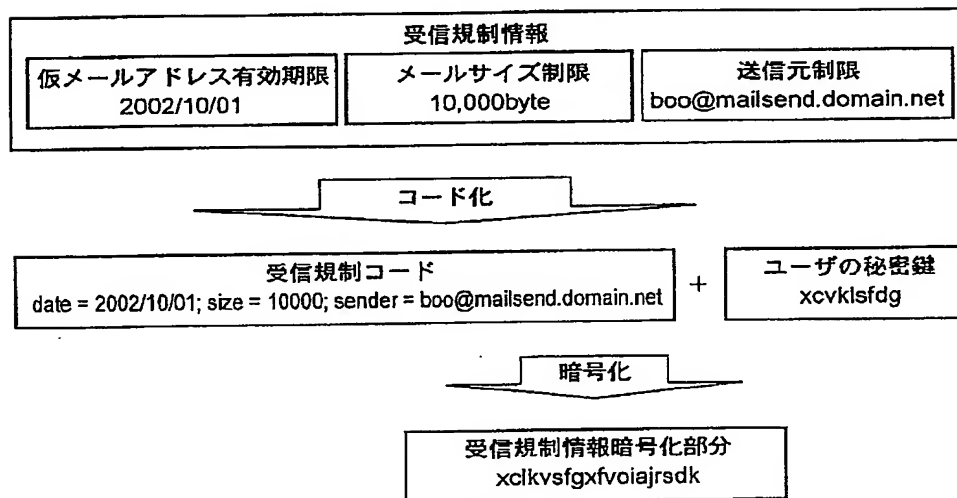 受信規制情報
仮メールアドレス有効期限
2002/10/01
メールサイズ制限
10,000byte
送信元制限
boo@mailsend.domain.net
コード化
受信規制コード
date = 2002/10/01; size = 10000; sender = boo@mailsend.domain.net
+
ユーザの秘密鍵
xcvklsfdg
暗号化
受信規制情報暗号化部分
xclkvsfgxfvoiajrsdk